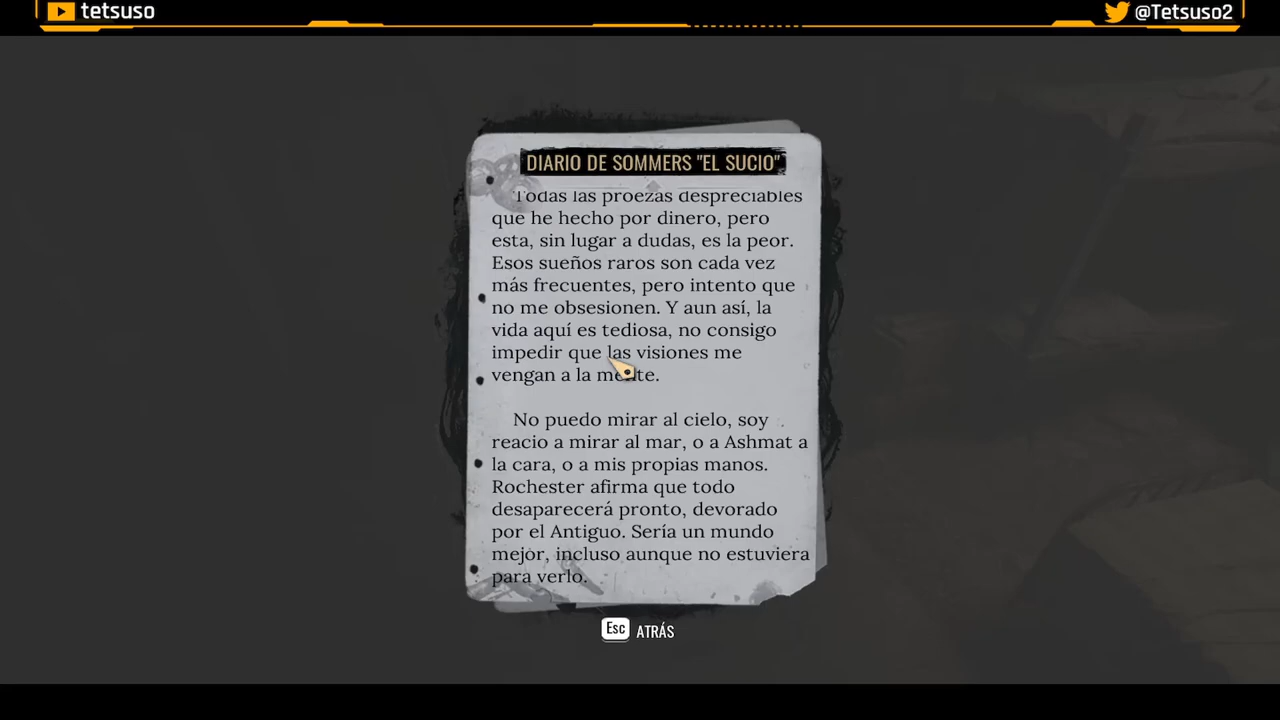 tetsuso
@Tetsuso2
DIARIO DE SOMMERS "EL SUCIO"
Todas las proezas despreciables
que he hecho por dinero, pero
esta, sin lugar a dudas, es la peor.
Esos sueños raros son cada vez
más frecuentes, pero intento que
no me obsesionen. Y aun así, la
vida aquí es tediosa, no consigo
impedir que las visiones me
vengan a la mente.
No puedo mirar al cielo, soy
reacio a mirar al mar, o a Ashmat a
la cara, o a mis propias manos.
Rochester afirma que todo
desaparecerá pronto, devorado
por el Antiguo. Sería un mundo
mejor, incluso aunque no estuviera
para verlo.
Esc ATRÁS